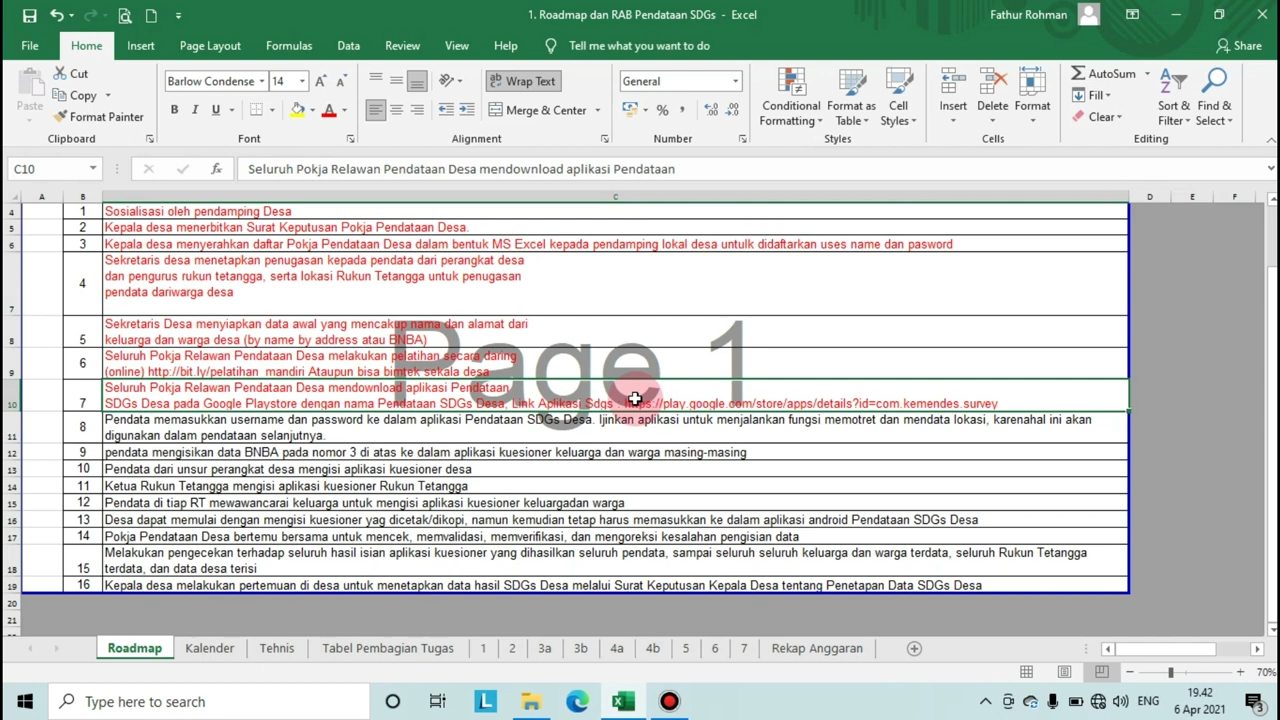 1. Roadmap dan RAB Pendataan SDGs - Excel
Fathur Rohman
File Home Insert Page Layout Formulas Data Review View Help Tell me what you want to do Share
Paste
Cut
Copy
Format Painter
Clipboard
Barlow Condense 14
B I U
Font
Wrap Text
Merge & Center
Alignment
General
Number
Conditional Formatting
Format as Table
Cell Styles
Styles
Insert
Delete
Format
Cells
AutoSum
Fill
Clear
Sort & Filter
Find & Select
Editing
C10
fx
Seluruh Pokja Relawan Pendataan Desa mendownload aplikasi Pendataan
A B C D E F
4 1 Sosialisasi oleh pendamping Desa
5 2 Kepala desa menerbitkan Surat Keputusan Pokja Pendataan Desa.
6 3 Kepala desa menyerahkan daftar Pokja Pendataan Desa dalam bentuk MS Excel kepada pendamping lokal desa untulk didaftarkan uses name dan pasword
Sekretaris desa menetapkan penugasan kepada pendata dari perangkat desa
4 dan pengurus rukun tetangga, serta lokasi Rukun Tetangga untuk penugasan
pendata dariwarga desa
7
Sekretaris Desa menyiapkan data awal yang mencakup nama dan alamat dari
8 5 keluarga dan warga desa (by name by address atau BNBA)
6 Seluruh Pokja Relawan Pendataan Desa melakukan pelatihan secara daring
9 (online) http://bit.ly/pelatihan_mandiri Ataupun bisa bimtek sekala desa
Page 1
Seluruh Pokja Relawan Pendataan Desa mendownload aplikasi Pendataan
10 7 SDGs Desa pada Google Playstore dengan nama Pendataan SDGs Desa, Link Aplikasi Sdgs : https://play.google.com/store/apps/details?id=com.kemendes.survey
8 Pendata memasukkan username dan password ke dalam aplikasi Pendataan SDGs Desa. Ijinkan aplikasi untuk menjalankan fungsi memotret dan mendata lokasi, karenahal ini akan
11 digunakan dalam pendataan selanjutnya.
12 9 pendata mengisikan data BNBA pada nomor 3 di atas ke dalam aplikasi kuesioner keluarga dan warga masing-masing
13 10 Pendata dari unsur perangkat desa mengisi aplikasi kuesioner desa
14 11 Ketua Rukun Tetangga mengisi aplikasi kuesioner Rukun Tetangga
15 12 Pendata di tiap RT mewawancarai keluarga untuk mengisi aplikasi kuesioner keluargadan warga
16 13 Desa dapat memulai dengan mengisi kuesioner yag dicetak/dikopi, namun kemudian tetap harus memasukkan ke dalam aplikasi android Pendataan SDGs Desa
17 14 Pokja Pendataan Desa bertemu bersama untuk mencek, memvalidasi, memverifikasi, dan mengoreksi kesalahan pengisian data
Melakukan pengecekan terhadap seluruh hasil isian aplikasi kuesioner yang dihasilkan seluruh pendata, sampai seluruh seluruh keluarga dan warga terdata, seluruh Rukun Tetangga
18 15 terdata, dan data desa terisi
19 16 Kepala desa melakukan pertemuan di desa untuk menetapkan data hasil SDGs Desa melalui Surat Keputusan Kepala Desa tentang Penetapan Data SDGs Desa
20
21
Roadmap Kalender Tehnis Tabel Pembagian Tugas 1 2 3a 3b 4a 4b 5 6 7 Rekap Anggaran
70%
Type here to search
ENG
19.42
6 Apr 2021
3